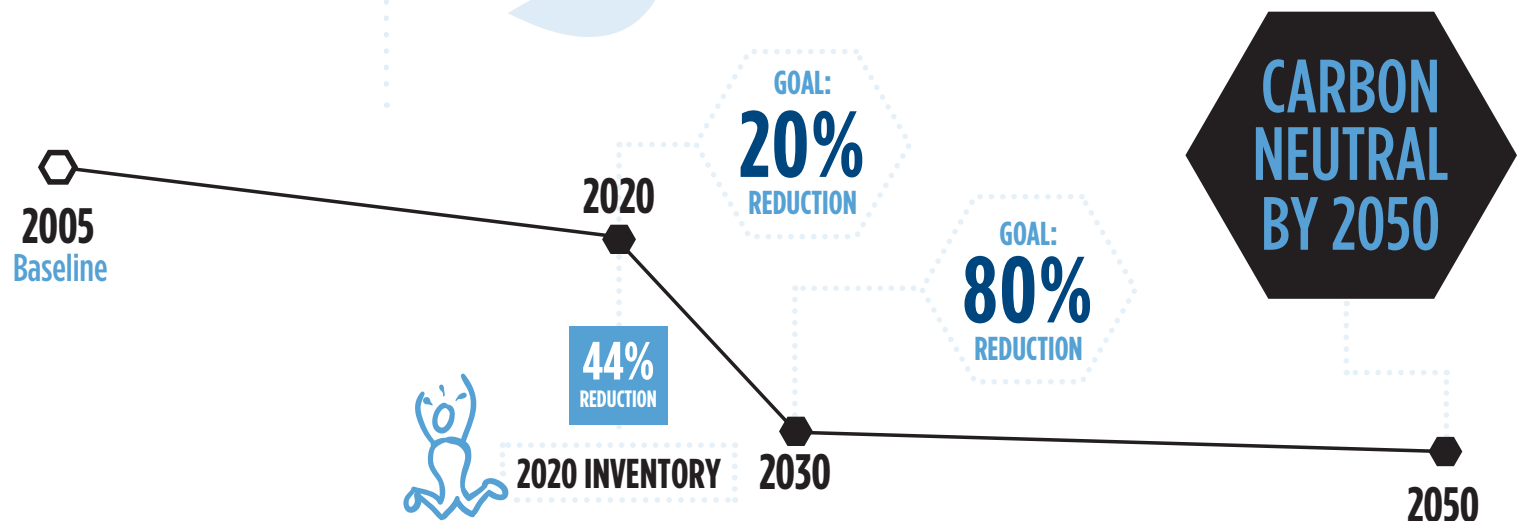 2005
Baseline
2020
GOAL:
20%
REDUCTION
44%
REDUCTION
2020 INVENTORY
2030
GOAL:
80%
REDUCTION
CARBON
NEUTRAL
BY 2050
2050